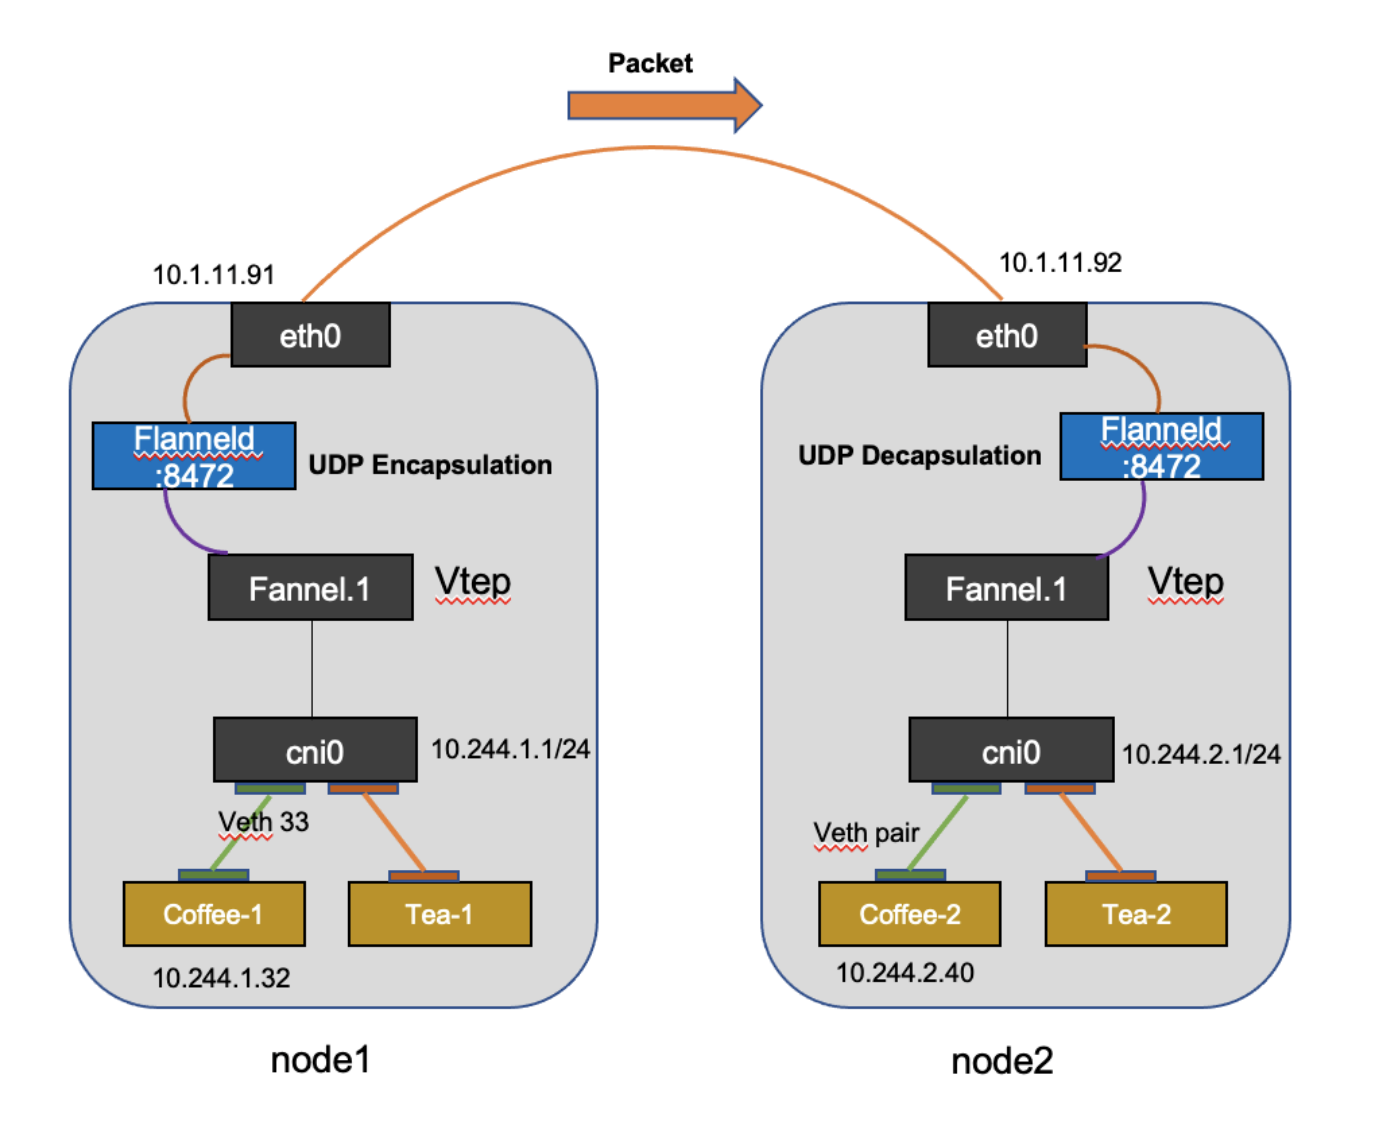 Packet
10.1.11.91
10.1.11.92
eth0
eth0
Flanneld
:8472
UDP Encapsulation
UDP Decapsulation
Flanneld
:8472
Fannel.1
Vtep
Fannel.1
Vtep
cni0
10.244.1.1/24
cni0
10.244.2.1/24
Veth 33
Veth pair
Coffee-1
Tea-1
Coffee-2
Tea-2
10.244.1.32
10.244.2.40
node1
node2